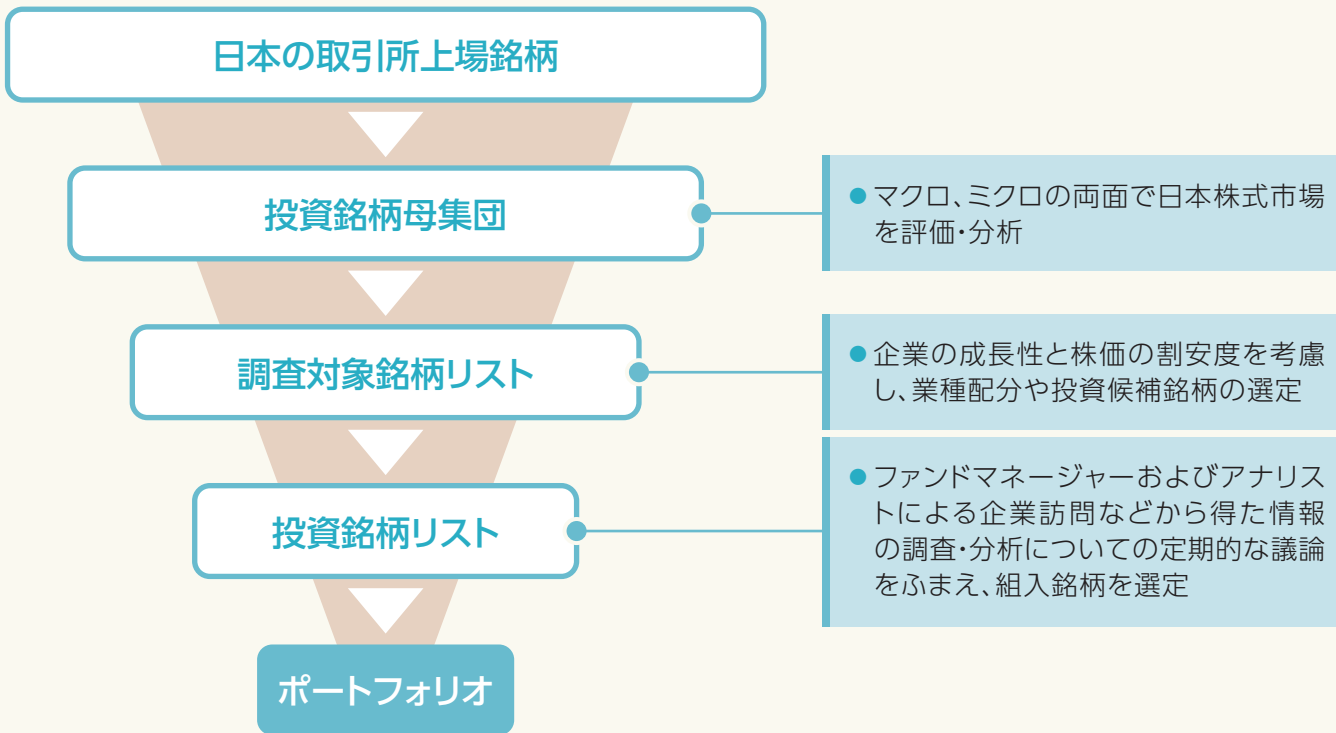 日本の取引所上場銘柄
投資銘柄母集団
●マクロ、ミクロの両面で日本株式市場
を評価・分析
調査対象銘柄リスト
●企業の成長性と株価の割安度を考慮
し、業種配分や投資候補銘柄の選定
投資銘柄リスト
●ファンドマネージャーおよびアナリス
トによる企業訪問などから得た情報
の調査・分析についての定期的な議論
をふまえ、組入銘柄を選定
ポートフォリオ